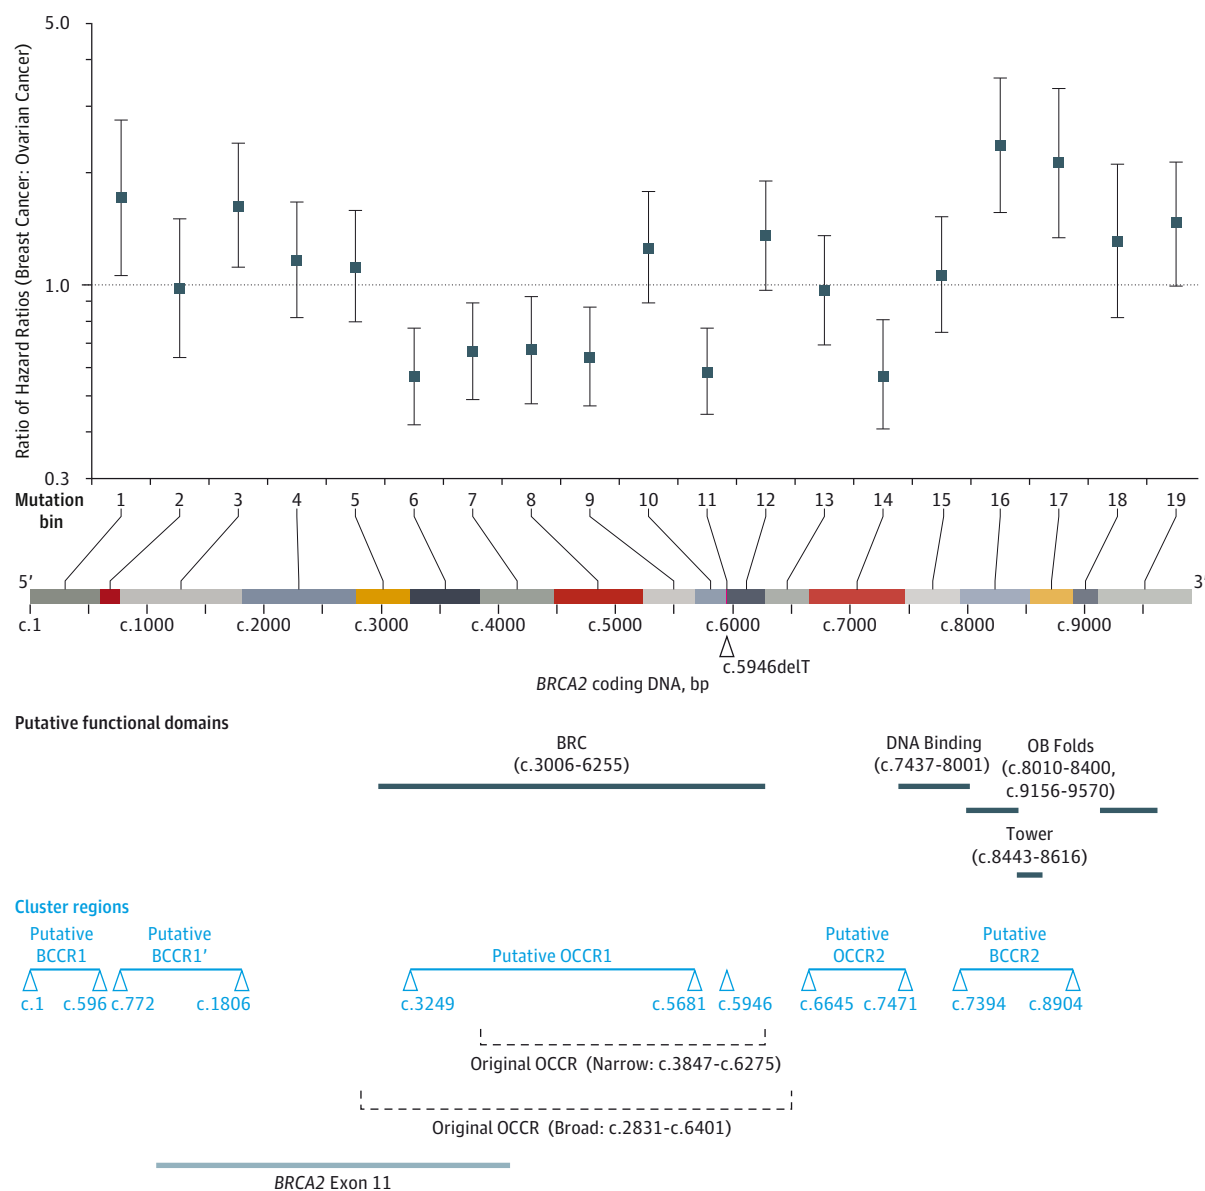 Ratio of Hazard Ratios (Breast Cancer: Ovarian Cancer)
5.0
1.0
0.3
Mutation bin
1 2 3 4 5 6 7 8 9 10 11 12 13 14 15 16 17 18 19
5′ 3′
c.1 c.1000 c.2000 c.3000 c.4000 c.5000 c.6000 c.7000 c.8000 c.9000
c.5946delT
BRCA2 coding DNA, bp
Putative functional domains
BRC
(c.3006-6255)
DNA Binding
(c.7437-8001)
OB Folds
(c.8010-8400,
c.9156-9570)
Tower
(c.8443-8616)
Cluster regions
Putative
BCCR1
Putative
BCCR1′
Putative OCCR1
Putative
OCCR2
Putative
BCCR2
c.1 c.596 c.772 c.1806 c.3249 c.5681 c.5946 c.6645 c.7471 c.7394 c.8904
Original OCCR (Narrow: c.3847-c.6275)
Original OCCR (Broad: c.2831-c.6401)
BRCA2 Exon 11